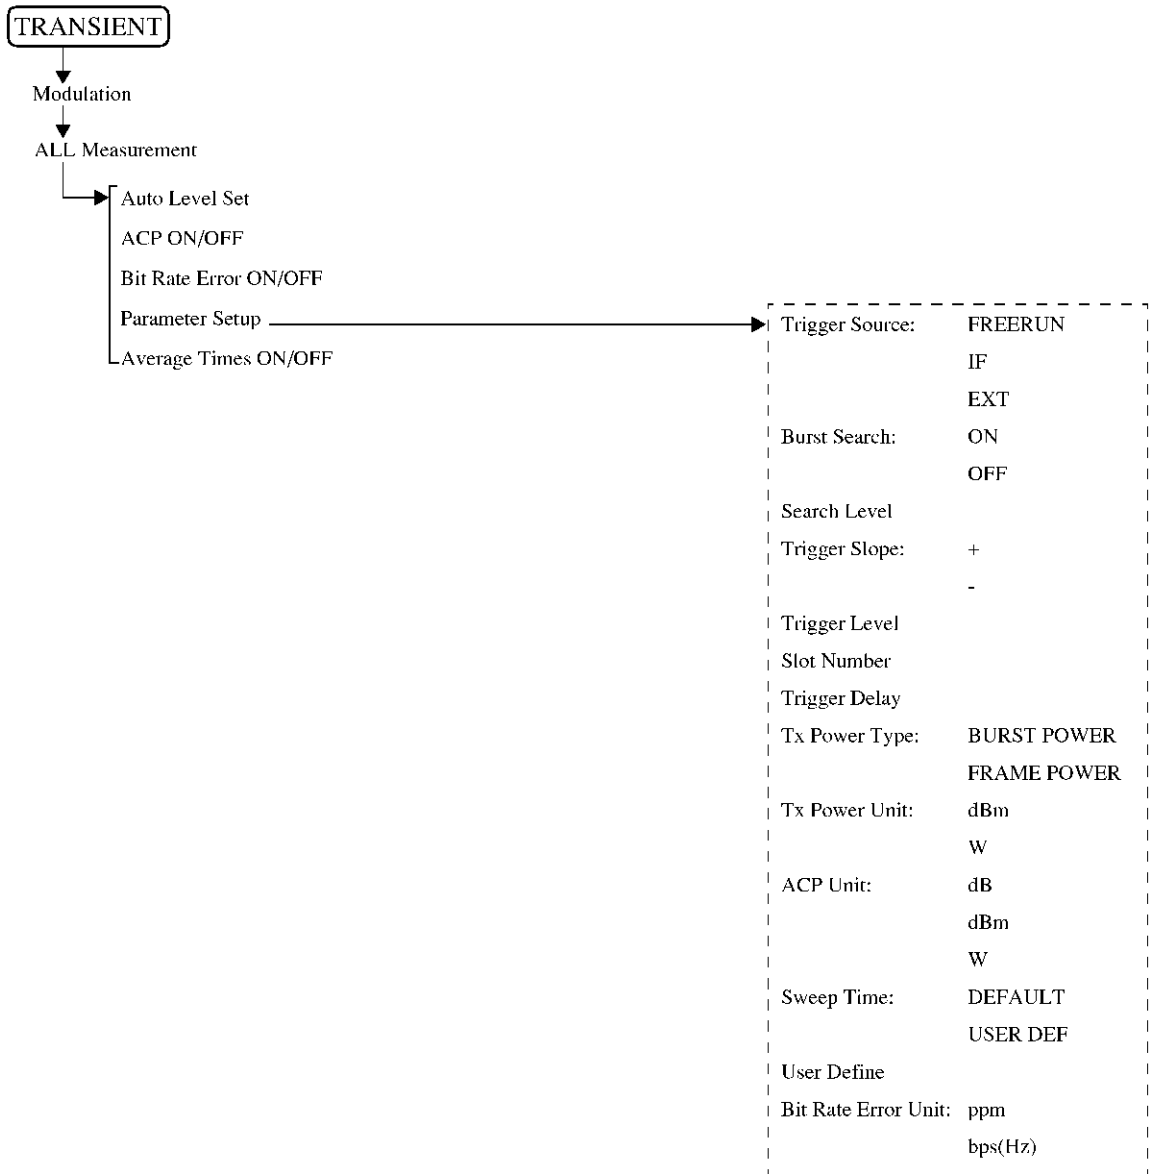 TRANSIENT
Modulation
ALL Measurement
Auto Level Set
ACP ON/OFF
Bit Rate Error ON/OFF
Parameter Setup
Average Times ON/OFF
Trigger Source: FREERUN
IF
EXT
Burst Search: ON
OFF
Search Level
Trigger Slope: +
-
Trigger Level
Slot Number
Trigger Delay
Tx Power Type: BURST POWER
FRAME POWER
Tx Power Unit: dBm
W
ACP Unit: dB
dBm
W
Sweep Time: DEFAULT
USER DEF
User Define
Bit Rate Error Unit: ppm
bps(Hz)